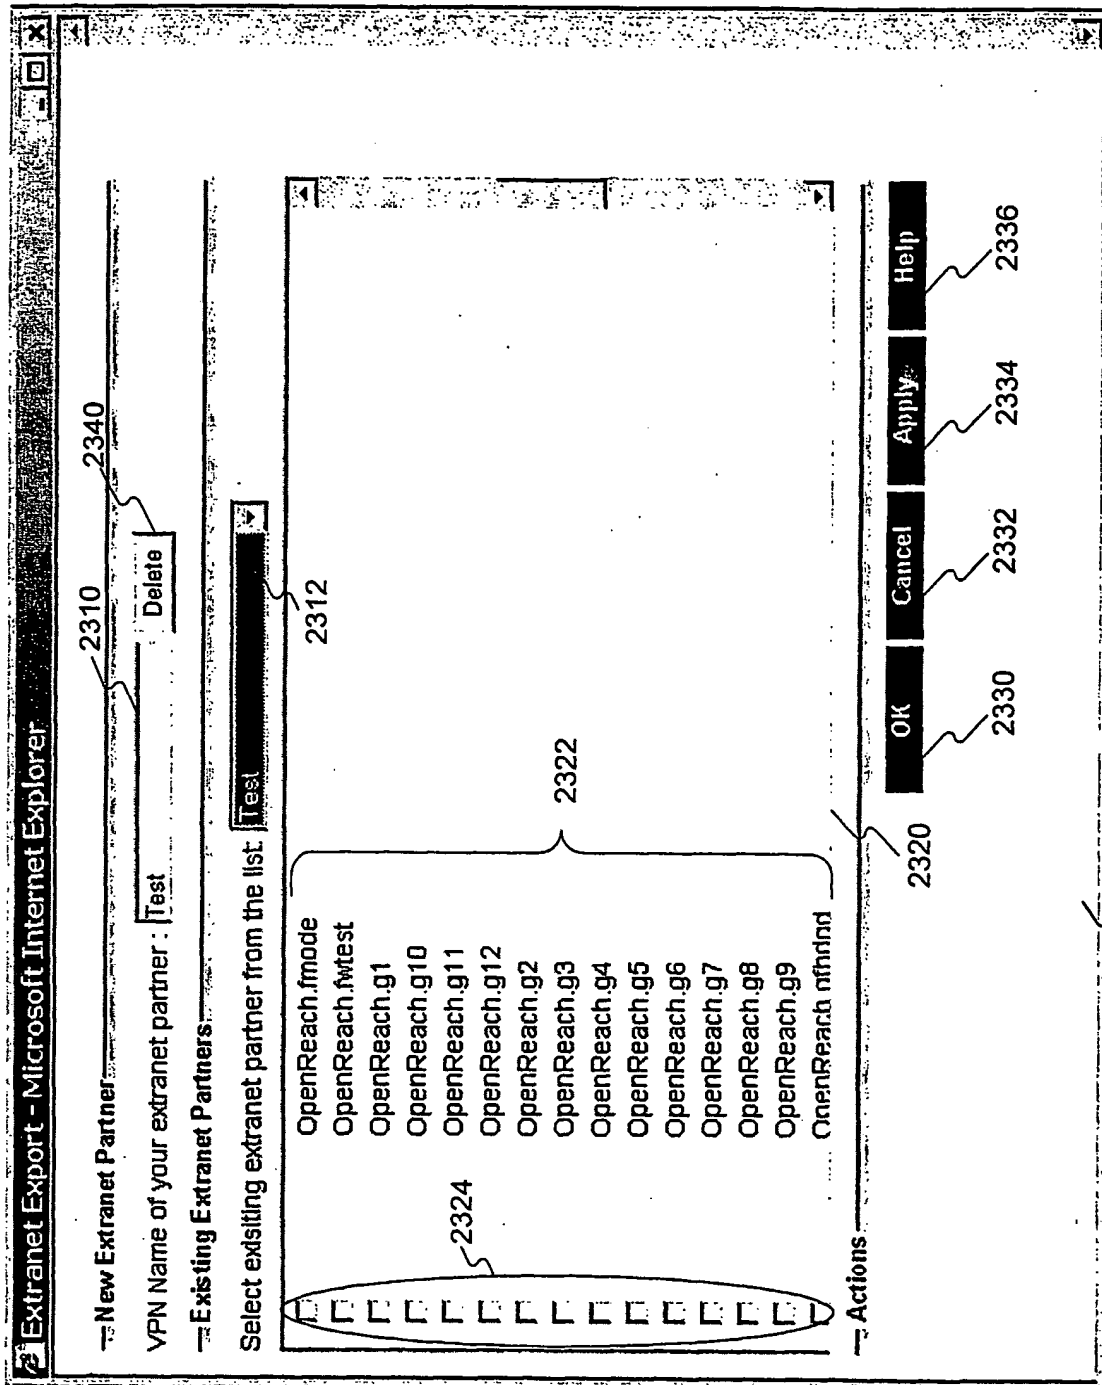 Extranet Export - Microsoft Internet Explorer
New Extranet Partner
2310
2340
VPN Name of your extranet partner : Test
Delete
Existing Extranet Partners
Select exisiting extranet partner from the list: Test
2312
2324
OpenReach.fmode
OpenReach.fwtest
OpenReach.g1
OpenReach.g10
OpenReach.g11
OpenReach.g12
OpenReach.g2
OpenReach.g3
OpenReach.g4
OpenReach.g5
OpenReach.g6
OpenReach.g7
OpenReach.g8
OpenReach.g9
OpenReach
2322
2320
Actions
OK
Cancel
Apply
Help
2330
2332
2334
2336